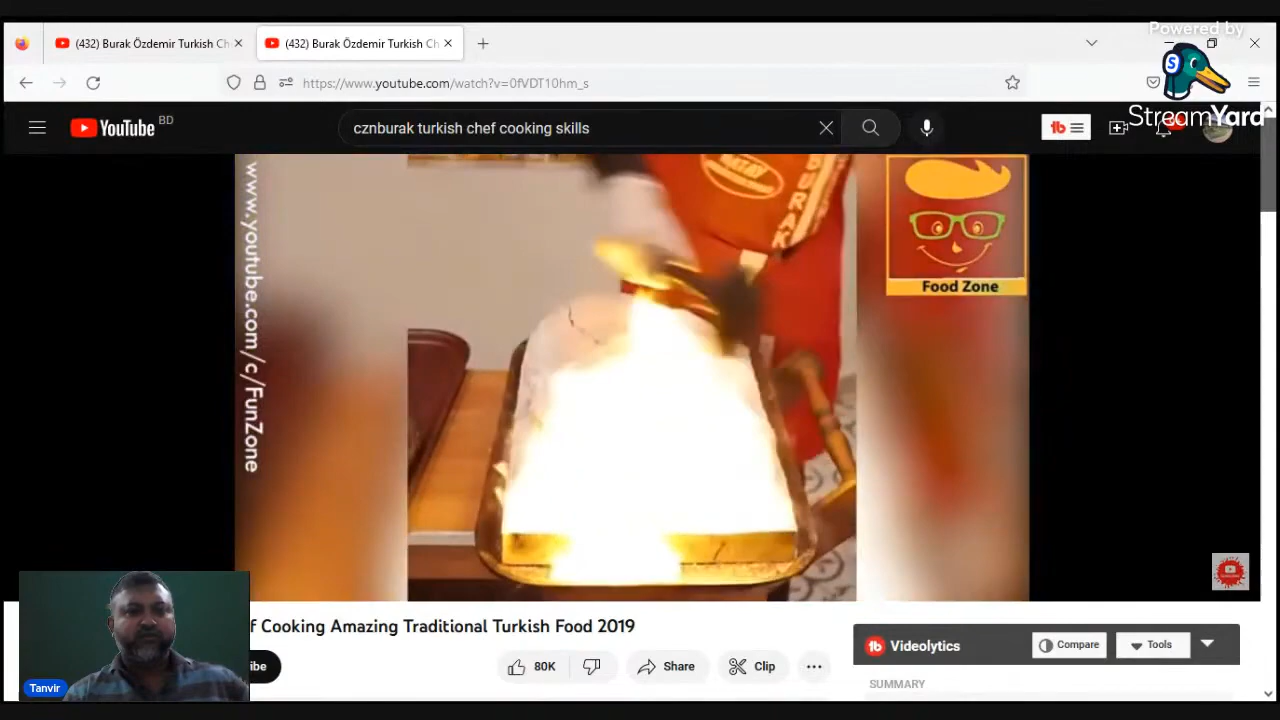 Powered by
StreamYard
(432) Burak Özdemir Turkish Ch
(432) Burak Özdemir Turkish Ch
https://www.youtube.com/watch?v=0fVDT10hm_s
YouTube BD
cznburak turkish chef cooking skills
www.youtube.com/c/FunZone
BURAK
Food Zone
f Cooking Amazing Traditional Turkish Food 2019
be
80K
Share
Clip
Videolytics
Compare
Tools
SUMMARY
Tanvir